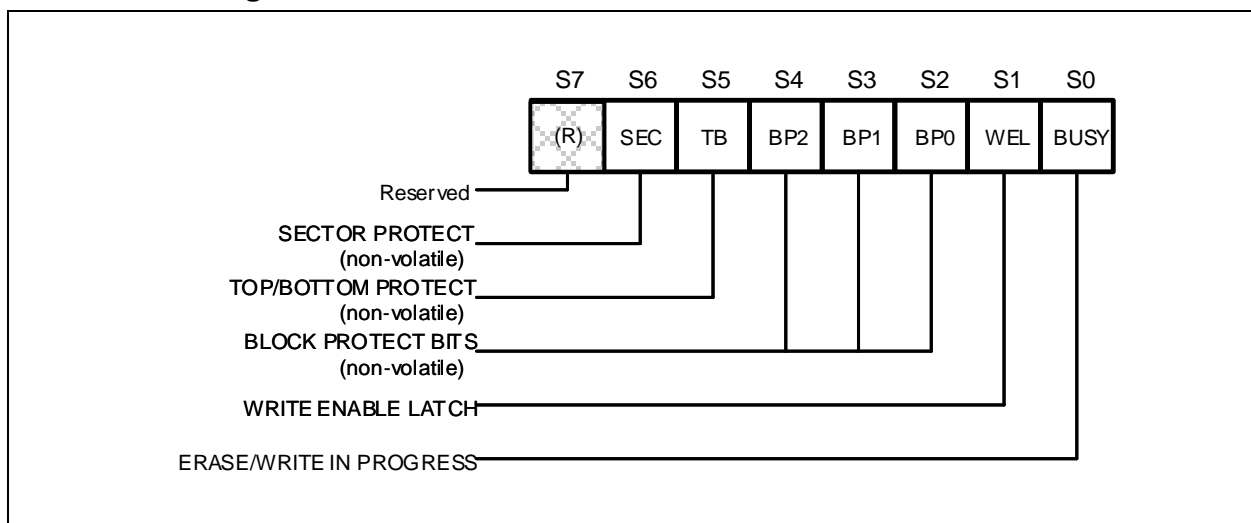 S7 S6 S5 S4 S3 S2 S1 S0
(R) SEC TB BP2 BP1 BP0 WEL BUSY
Reserved
SECTOR PROTECT
(non-volatile)
TOP/BOTTOM PROTECT
(non-volatile)
BLOCK PROTECT BITS
(non-volatile)
WRITE ENABLE LATCH
ERASE/WRITE IN PROGRESS